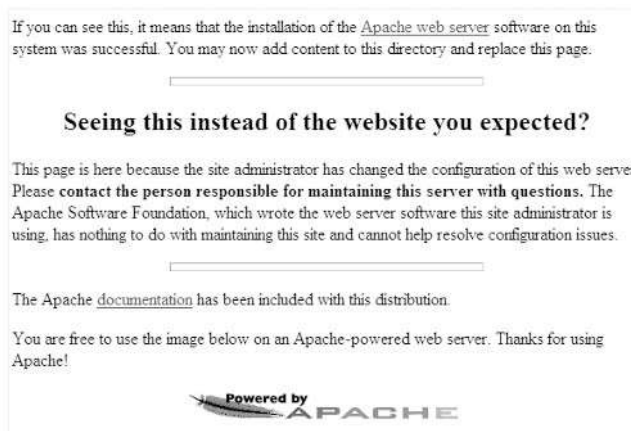 If you can see this, it means that the installation of the Apache web server software on this
system was successful. You may now add content to this directory and replace this page.
Seeing this instead of the website you expected?
This page is here because the site administrator has changed the configuration of this web serve
Please contact the person responsible for maintaining this server with questions. The
Apache Software Foundation, which wrote the web server software this site administrator is
using, has nothing to do with maintaining this site and cannot help resolve configuration issues.
The Apache documentation has been included with this distribution.
You are free to use the image below on an Apache-powered web server. Thanks for using
Apache!
Powered by
APACHE